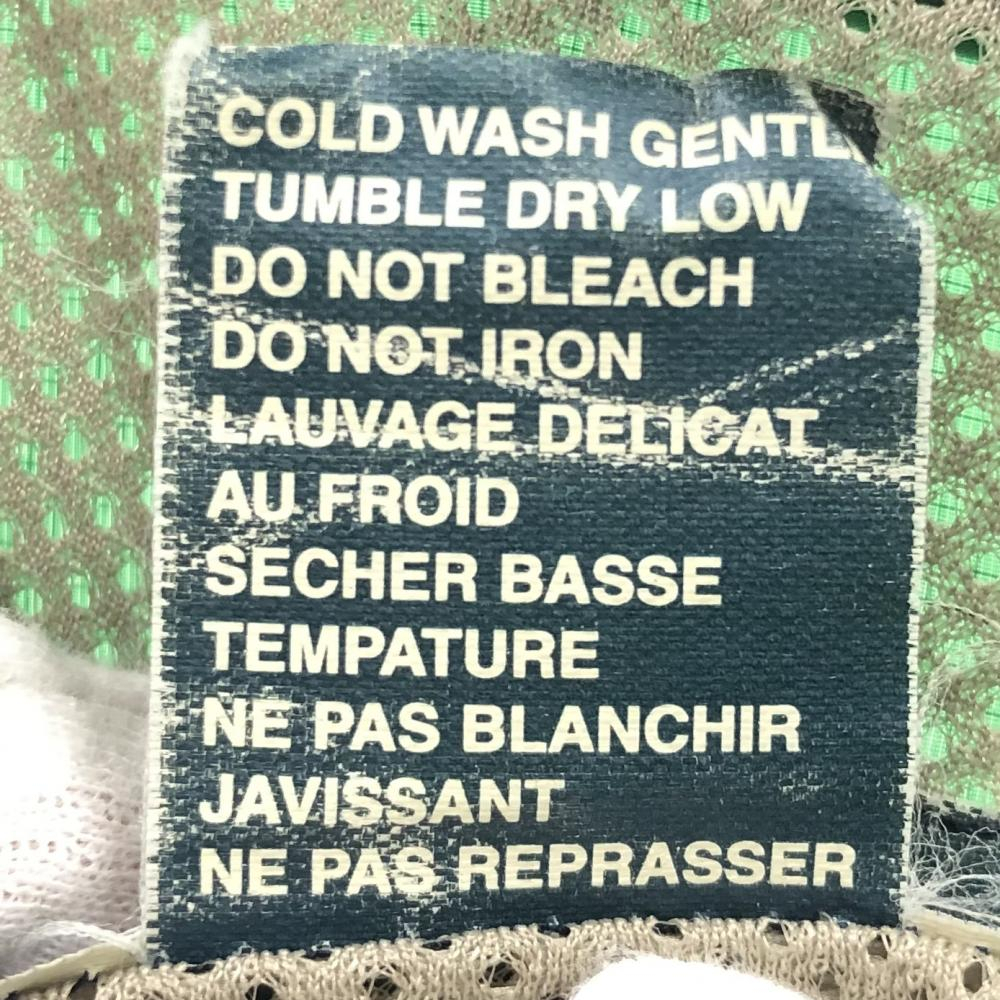 COLD WASH GENTL
TUMBLE DRY LOW
DO NOT BLEACH
DO NOT IRON
LAUVAGE DELICAT
AU FROID
SECHER BASSE
TEMPATURE
NE PAS BLANCHIR
JAVISSANT
NE PAS REPRASSER